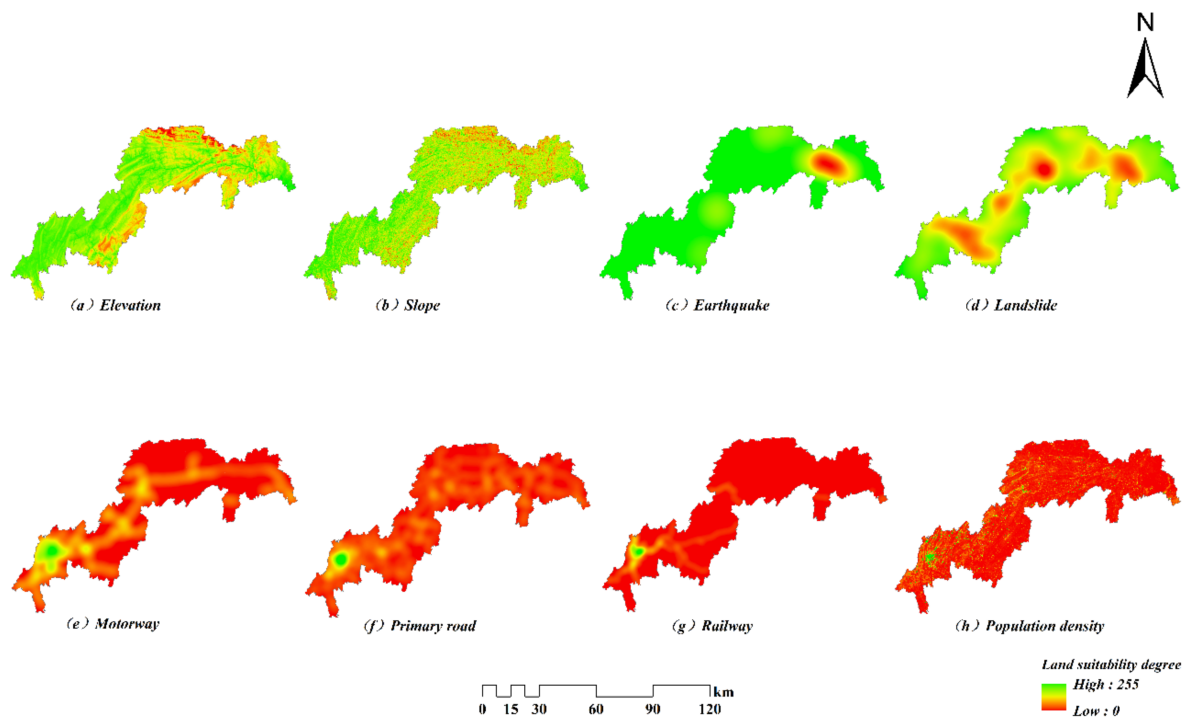 N
（a）Elevation
（b）Slope
（c）Earthquake
（d）Landslide
（e）Motorway
（f）Primary road
（g）Railway
（h）Population density
Land suitability degree
High : 255
Low : 0
km
0 15 30 60 90 120